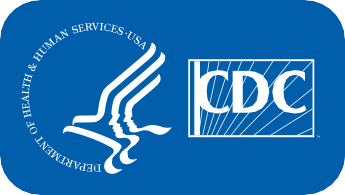 DEPARTMENT OF HEALTH & HUMAN SERVICES·USA
CDC